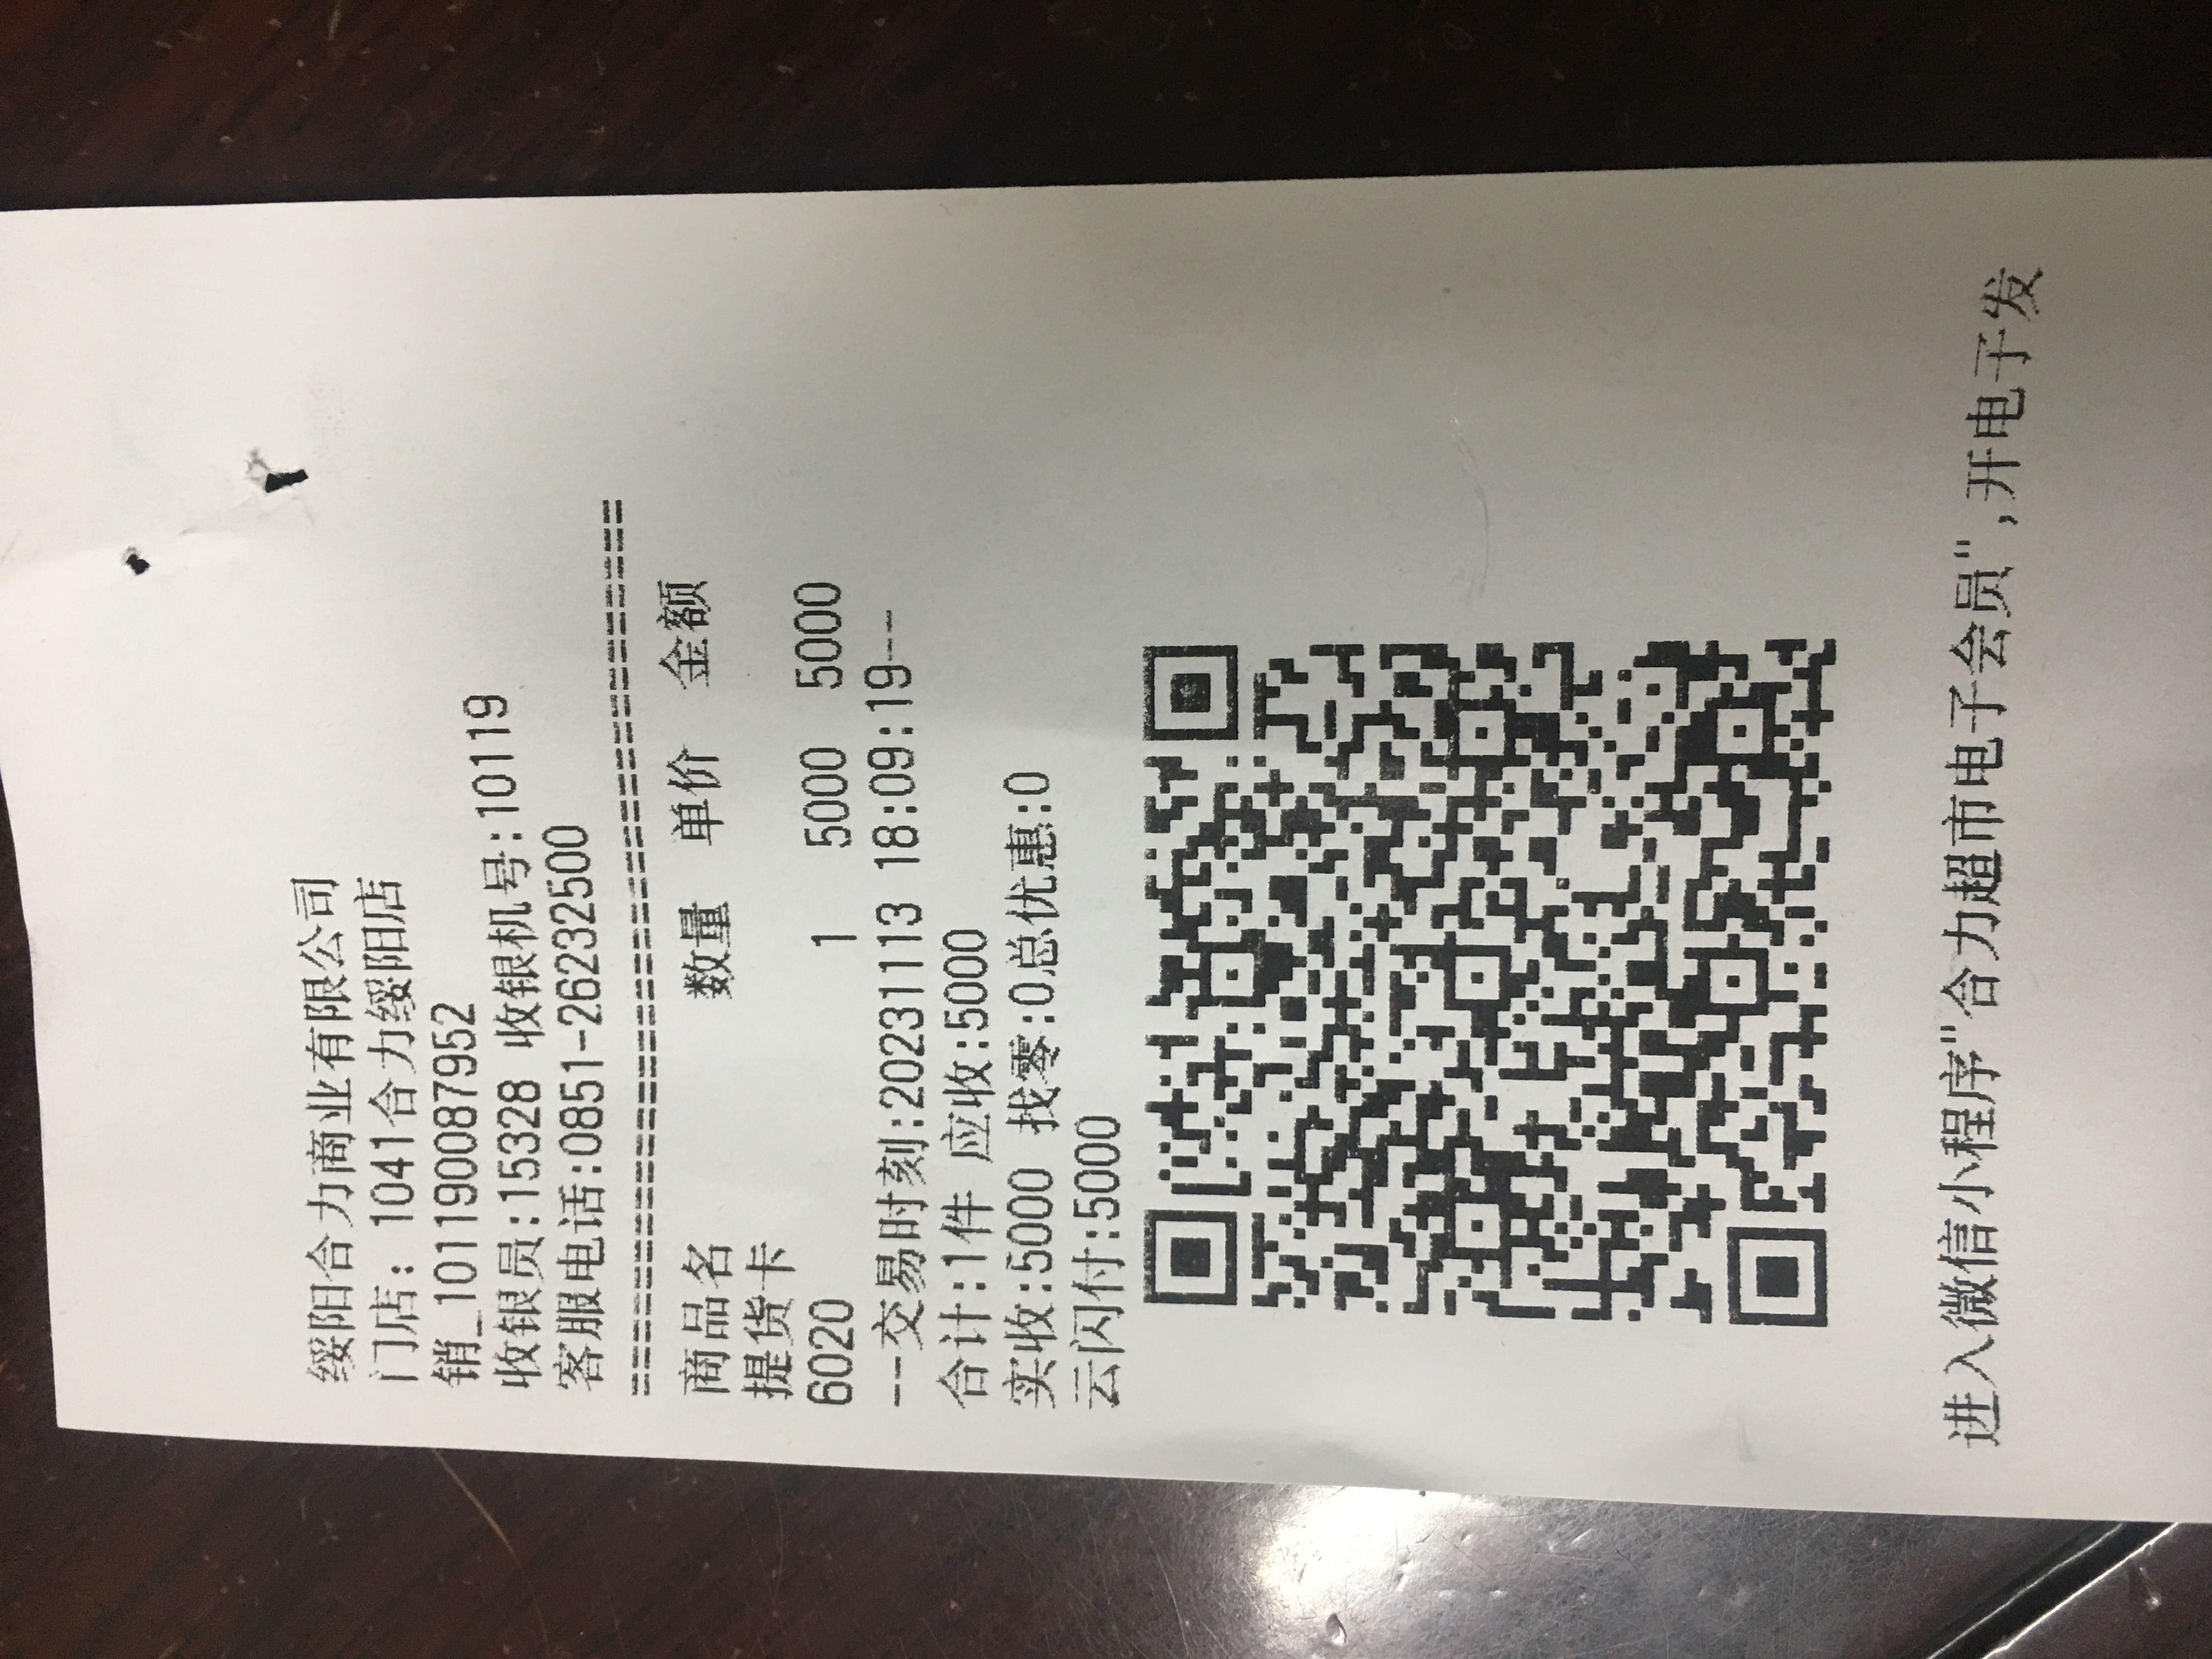 绥阳合力商业有限公司
门店: 1041合力绥阳店
销_101190087952
收银员:15328 收银机号:10119
客服电话:0851-26232500
==========================================
商品名 数量 单价 金额
提货卡
6020 1 5000 5000
--交易时刻:20231113 18:09:19--
合计:1件 应收:5000
实收:5000 找零:0总优惠:0
云闪付:5000
进入微信小程序"合力超市电子会员",开电子发